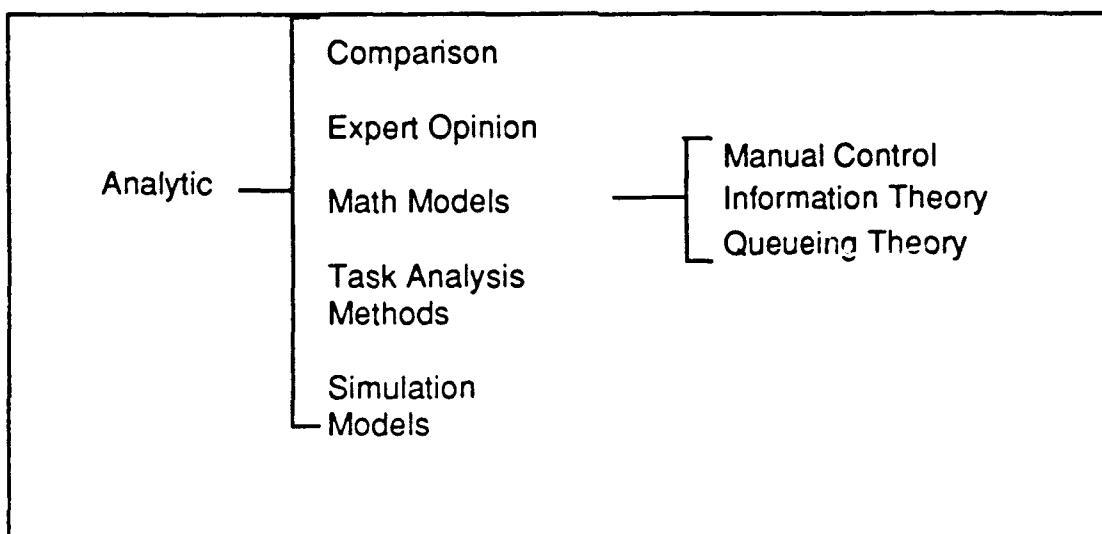 Comparison
Expert Opinion
Analytic
Math Models
Manual Control
Information Theory
Queueing Theory
Task Analysis
Methods
Simulation
Models